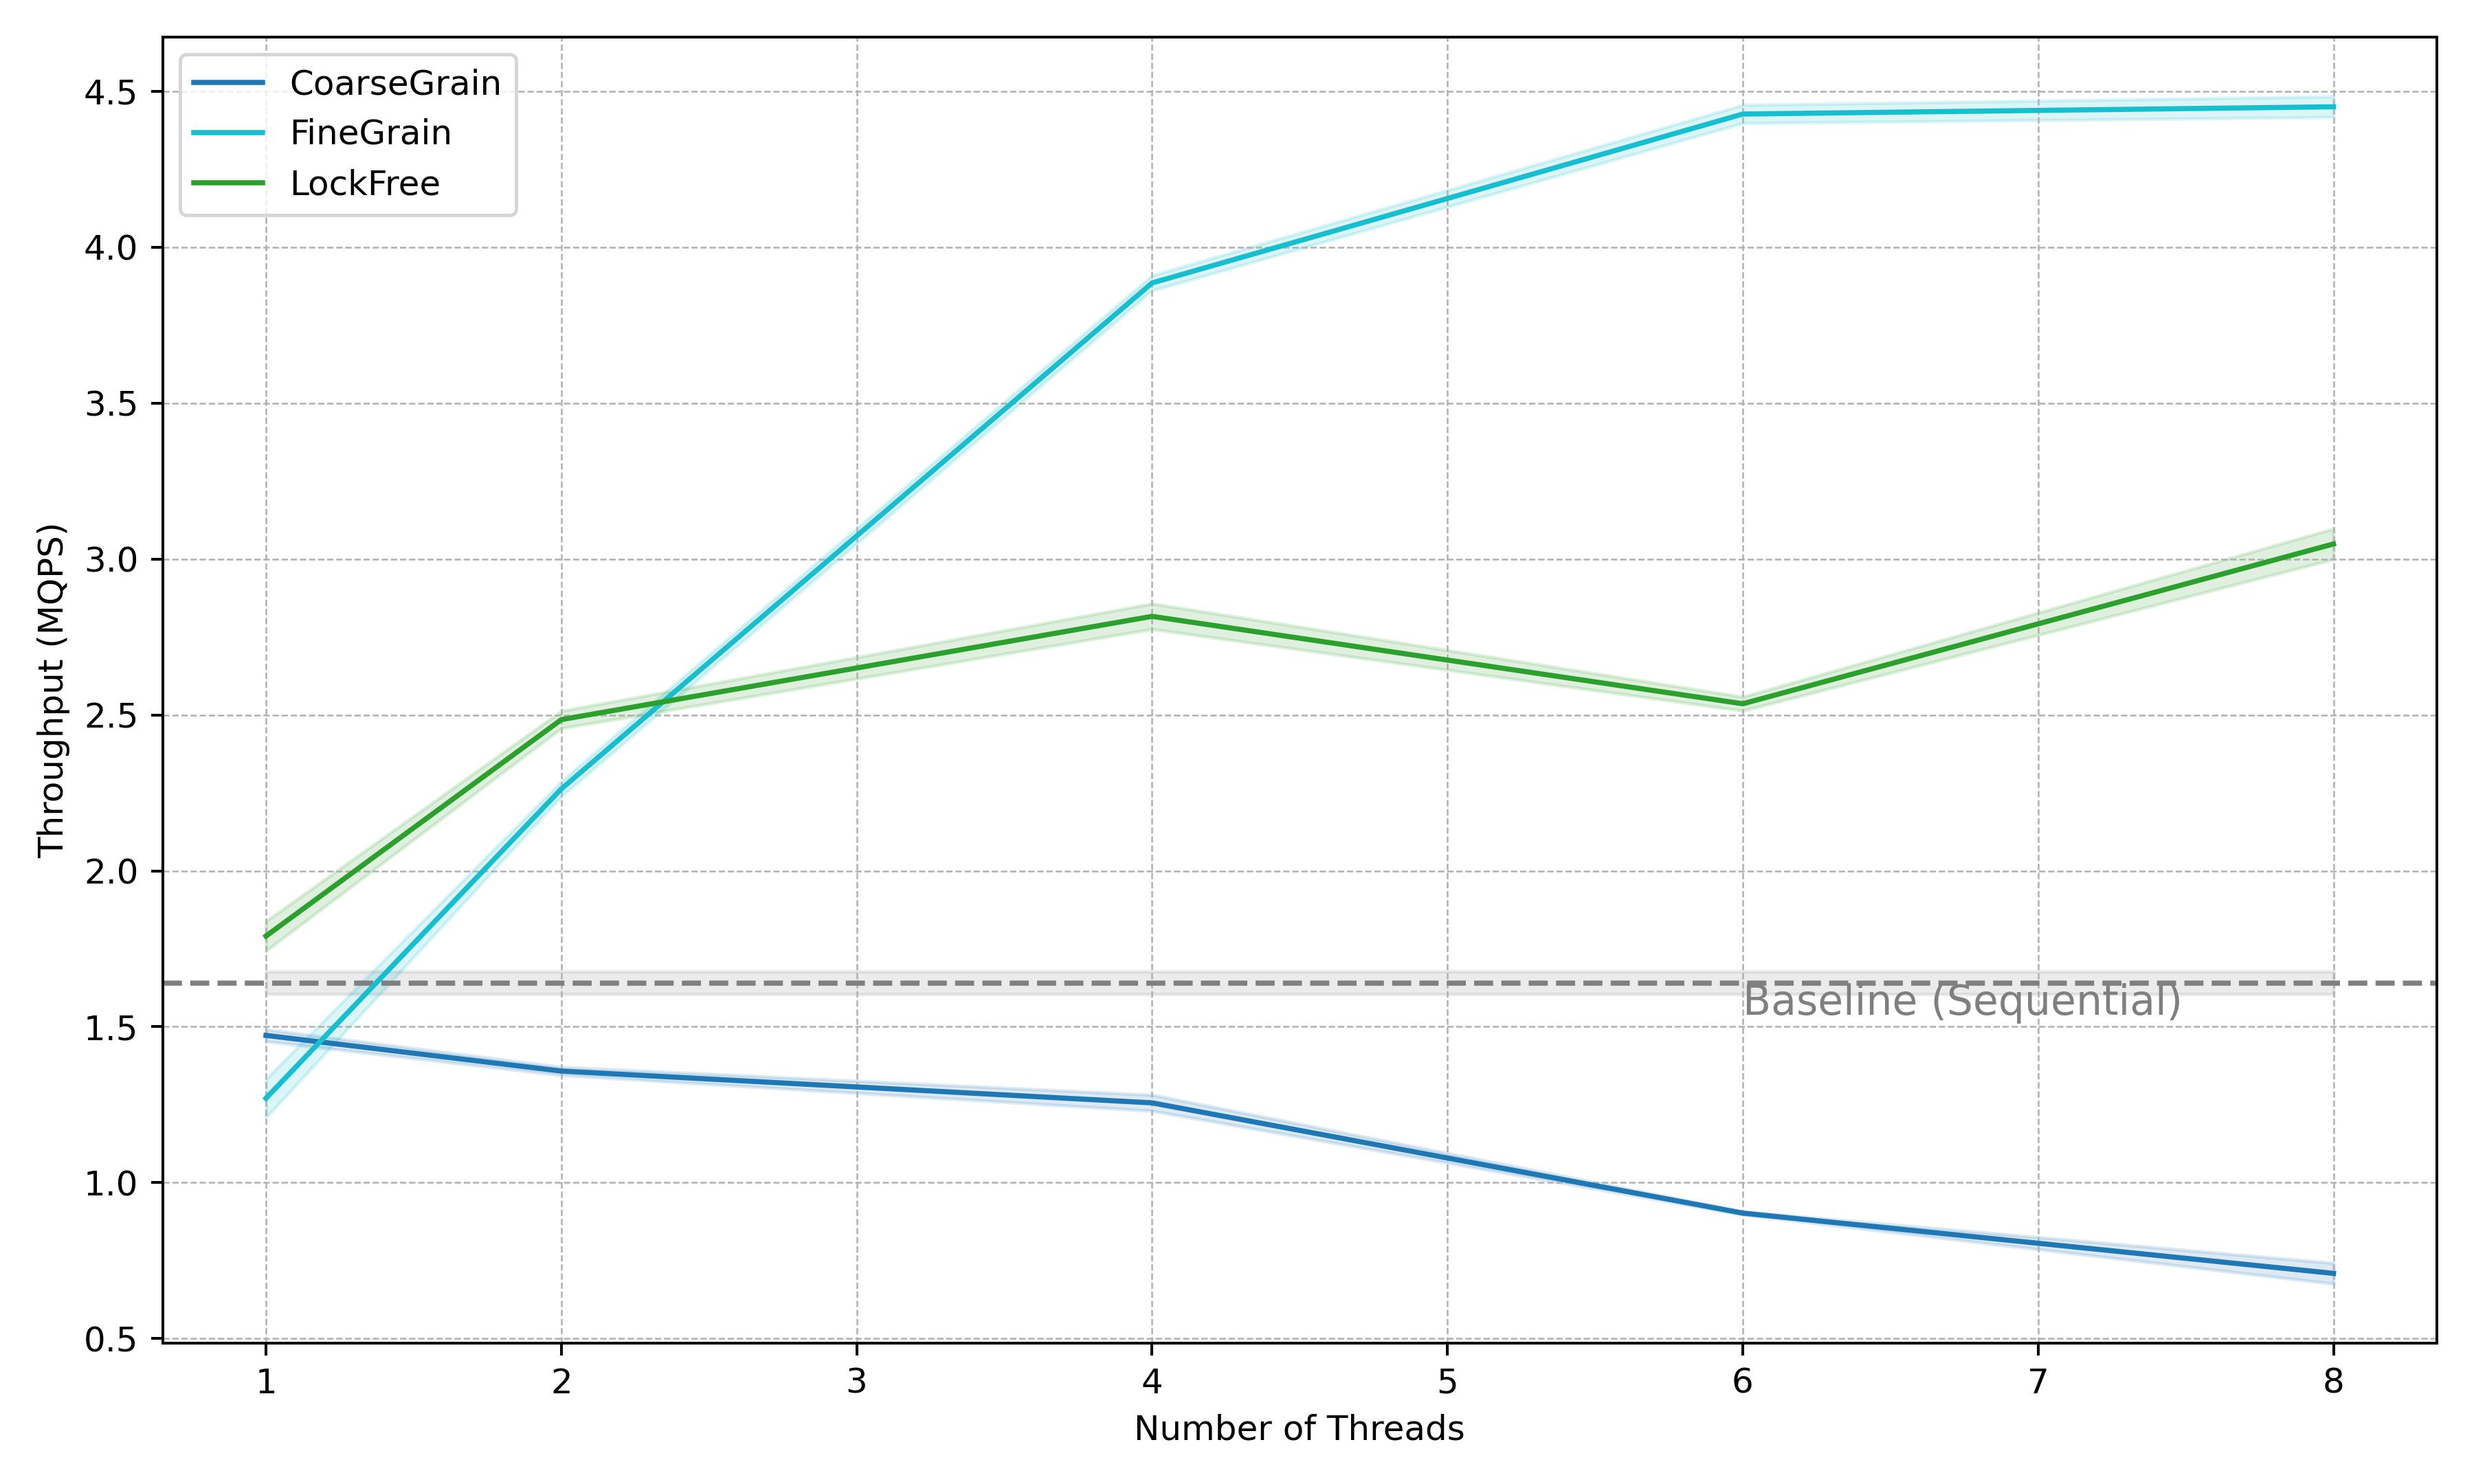 CoarseGrain
FineGrain
LockFree
Throughput (MQPS)
4.5
4.0
3.5
3.0
2.5
2.0
1.5
1.0
0.5
Baseline (Sequential)
1 2 3 4 5 6 7 8
Number of Threads